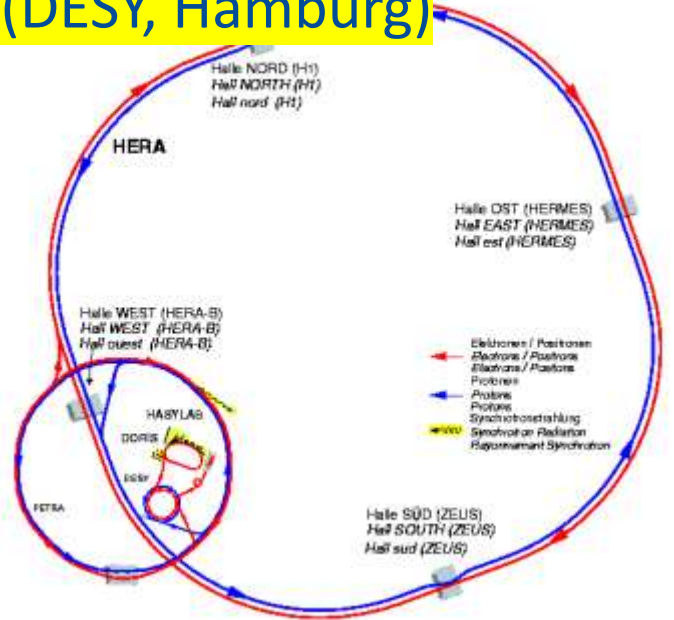 (DESY, Hamburg)
Halle NORD (H1)
Hall NORTH (H1)
Hall nord (H1)
HERA
Halle OST (HERMES)
Hall EAST (HERMES)
Hall est (HERMES)
Halle WEST (HERA-B)
Hall WEST (HERA-B)
Hall ouest (HERA-B)
Elektronen / Positronen
Electrons / Positrons
Electrons / Positons
Protonen
Protons
Protons
Synchrotronstrahlung
Synchrotron Radiation
Rayonnement Synchrotron
HASYLAB
DORIS
DESY
PETRA
Halle SÜD (ZEUS)
Hall SOUTH (ZEUS)
Hall sud (ZEUS)